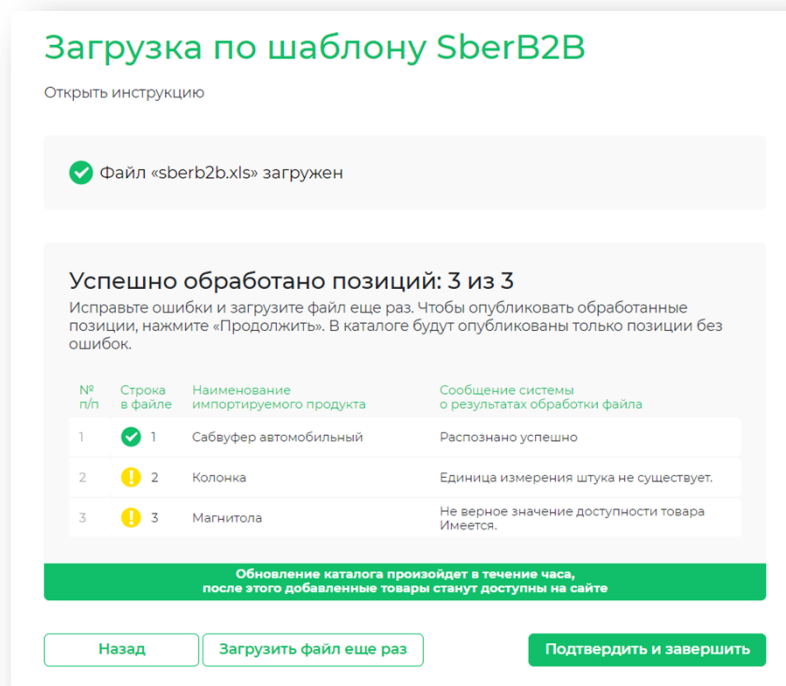 Загрузка по шаблону SberB2B
Открыть инструкцию
Файл «sberb2b.xls» загружен
Успешно обработано позиций: 3 из 3
Исправьте ошибки и загрузите файл еще раз. Чтобы опубликовать обработанные
позиции, нажмите «Продолжить». В каталоге будут опубликованы только позиции без
ошибок.
№ Строка Наименование Сообщение системы
п/п в файле импортируемого продукта о результатах обработки файла
1 1 Сабвуфер автомобильный Распознано успешно
2 2 Колонка Единица измерения штука не существует.
3 3 Магнитола Не верное значение доступности товара
Имеется.
Обновление каталога произойдет в течение часа,
после этого добавленные товары станут доступны на сайте
Назад Загрузить файл еще раз Подтвердить и завершить